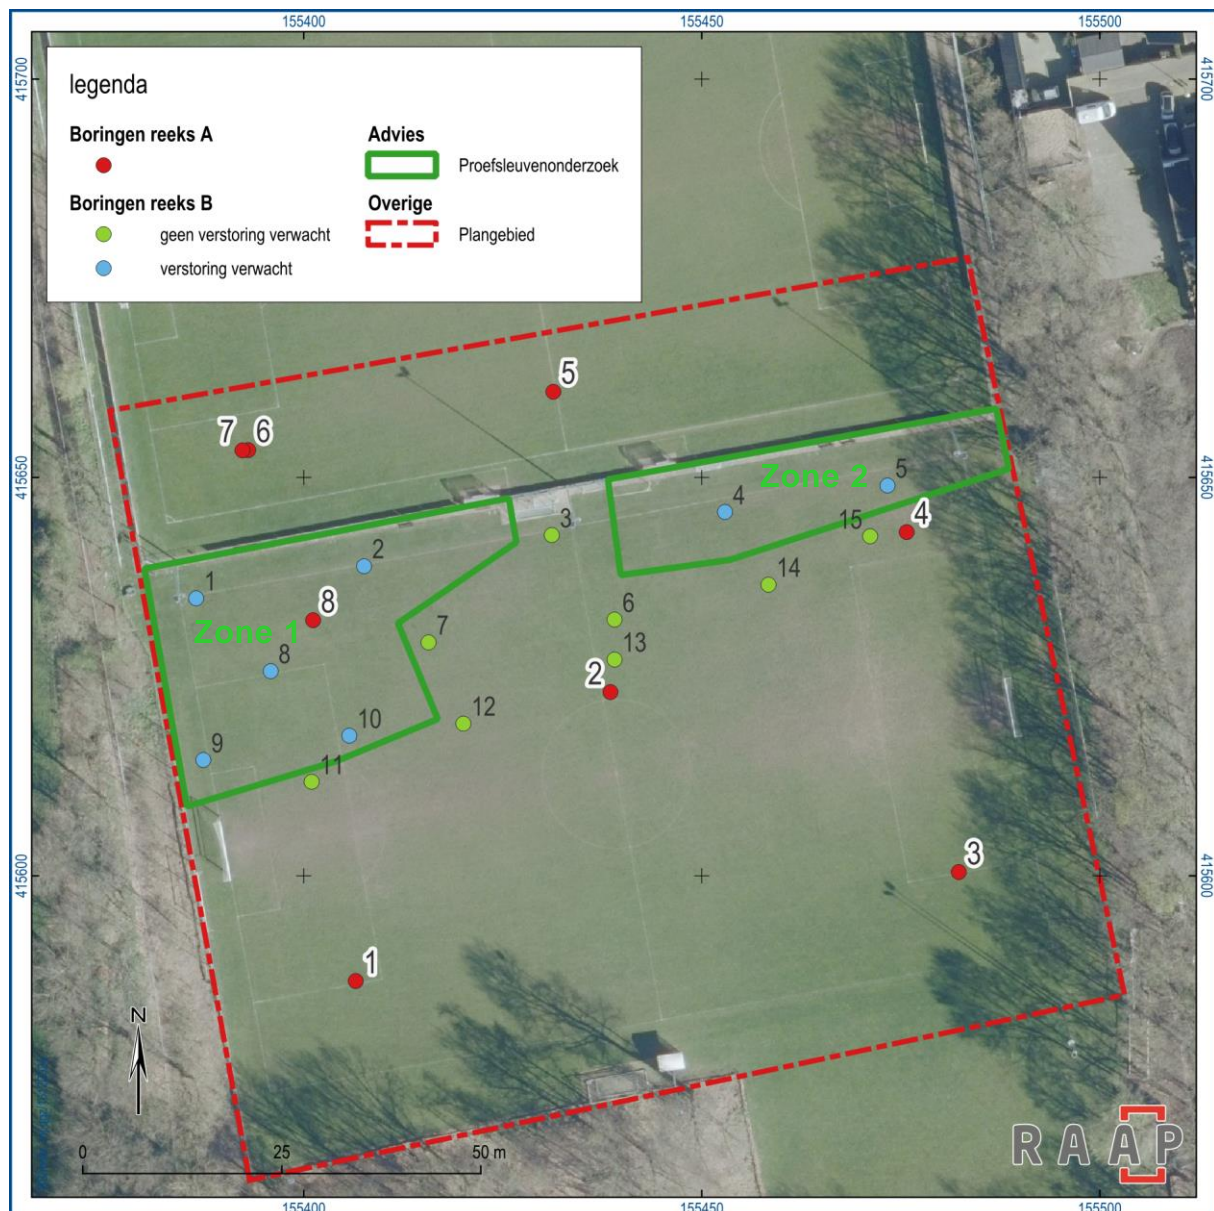 155400 155450 155500
415700 415700
legenda
Boringen reeks A Advies
Proefsleuvenonderzoek
Boringen reeks B Overige
geen verstoring verwacht Plangebied
verstoring verwacht
5
7 6
415650 415650
Zone 2 5
4
3 15 4
2
1 14
8 6
Zone 1 7
8 13
2
10 12
9
11
3
415600 415600
1
N
0 25 50 m
RAAP
155400 155450 155500